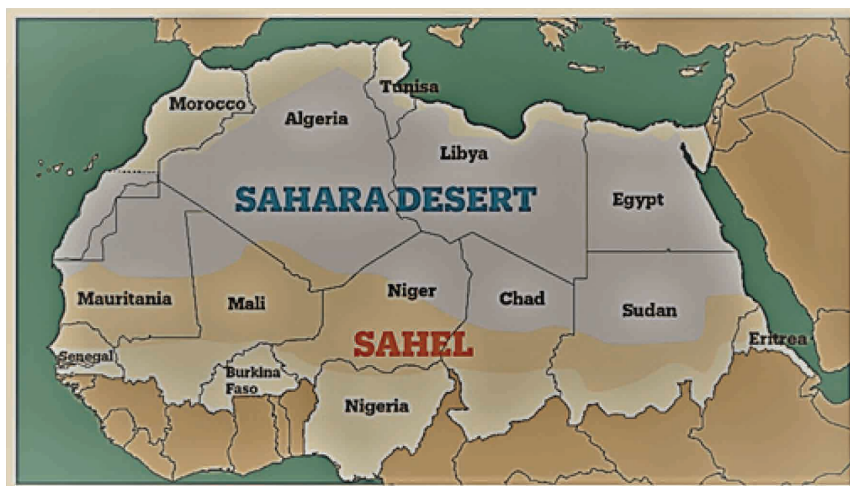 Morocco
Tunisa
Algeria
Libya
SAHARA DESERT
Egypt
Mauritania
Mali
Niger
Chad
Sudan
SAHEL
Eritrea
Senegal
Burkina
Faso
Nigeria